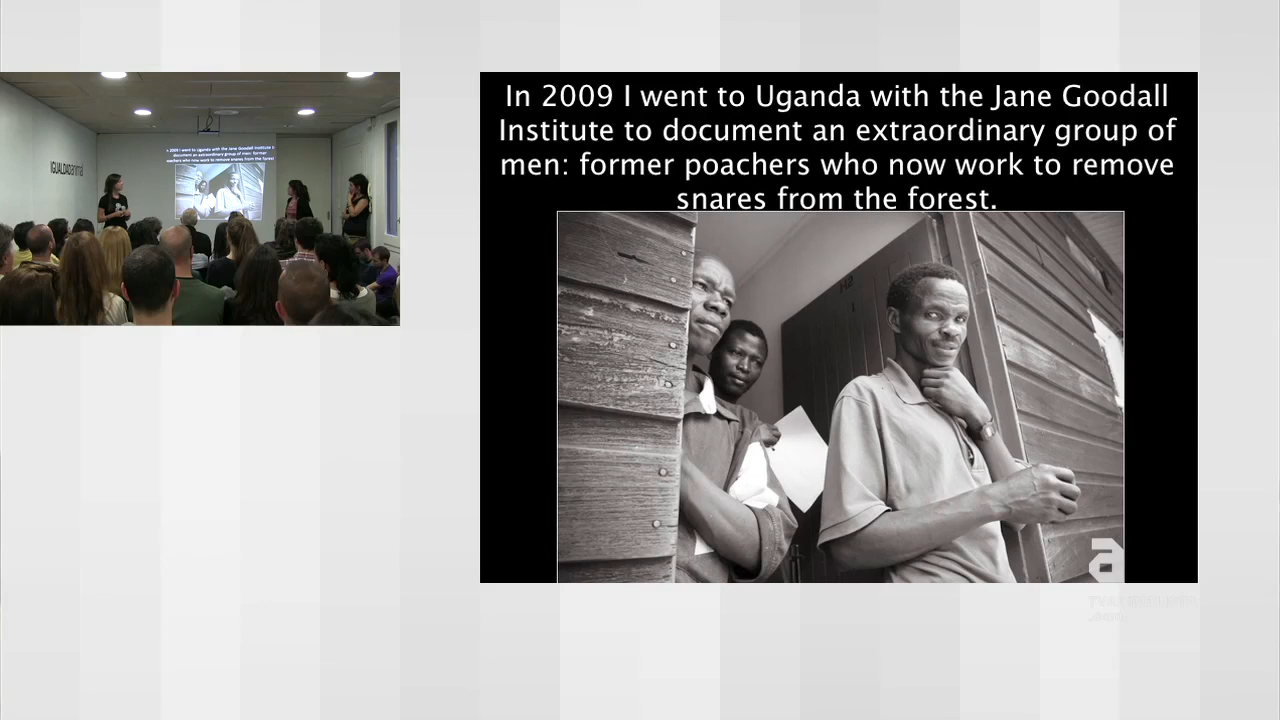 In 2009 I went to Uganda with the Jane Goodall
Institute to document an extraordinary group of
men: former poachers who now work to remove
snares from the forest.
IGUALDADanimal
a